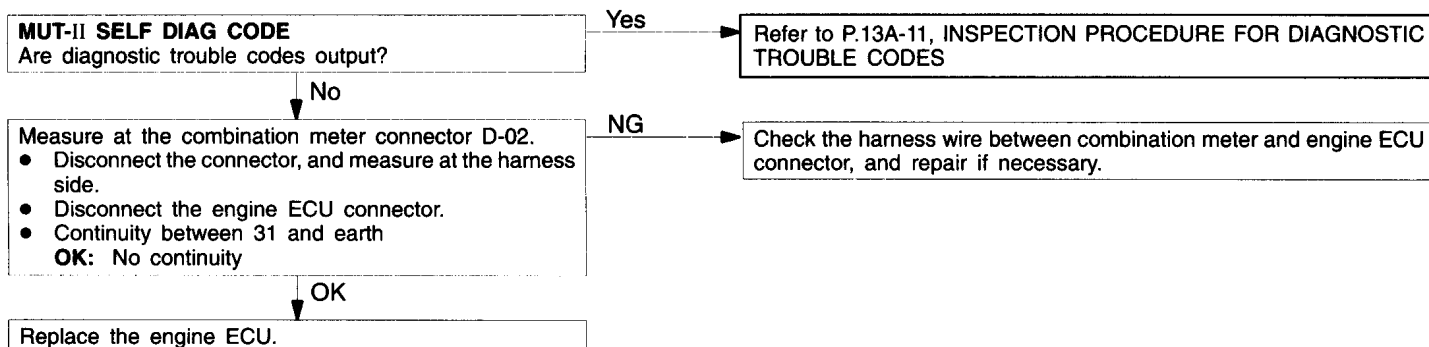 MUT-II SELF DIAG CODE
Are diagnostic trouble codes output?
Yes
Refer to P.13A-11, INSPECTION PROCEDURE FOR DIAGNOSTIC
TROUBLE CODES
No
Measure at the combination meter connector D-02.
● Disconnect the connector, and measure at the harness
side.
● Disconnect the engine ECU connector.
● Continuity between 31 and earth
OK: No continuity
NG
Check the harness wire between combination meter and engine ECU
connector, and repair if necessary.
OK
Replace the engine ECU.